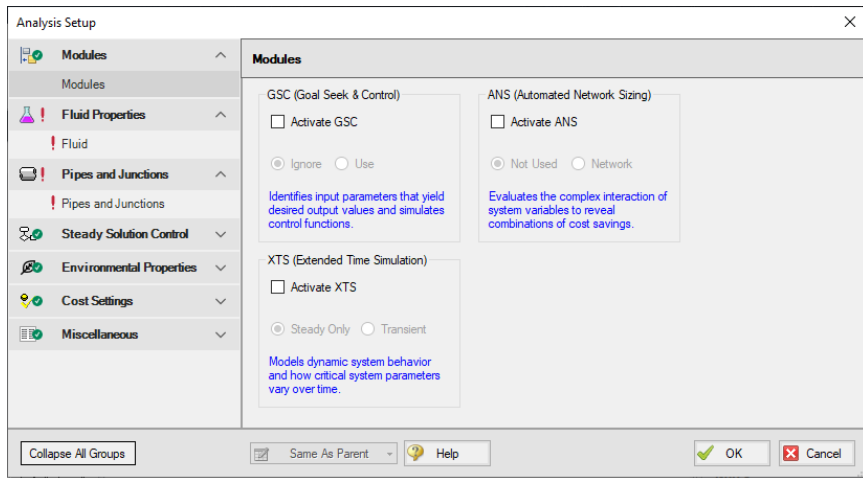 Analysis Setup
Modules
Modules
Fluid Properties
Fluid
Pipes and Junctions
Pipes and Junctions
Steady Solution Control
Environmental Properties
Cost Settings
Miscellaneous
Modules
GSC (Goal Seek & Control)
Activate GSC
Ignore Use
Identifies input parameters that yield
desired output values and simulates
control functions.
ANS (Automated Network Sizing)
Activate ANS
Not Used Network
Evaluates the complex interaction of
system variables to reveal
combinations of cost savings.
XTS (Extended Time Simulation)
Activate XTS
Steady Only Transient
Models dynamic system behavior
and how critical system parameters
vary over time.
Collapse All Groups
Same As Parent
Help
OK
Cancel